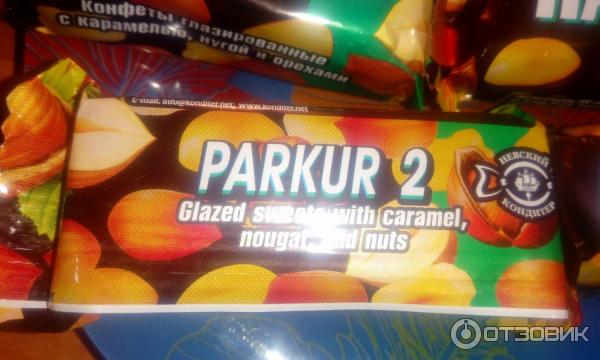 Конфеты глазированные
с карамелью, нугой и орехами
E-mail: info@konditer.net; www.konditer.net
PARKUR 2
Glazed sweets with caramel,
nougat and nuts
НЕВСКИЙ
КОНДИТЕР
ОТЗОВИК